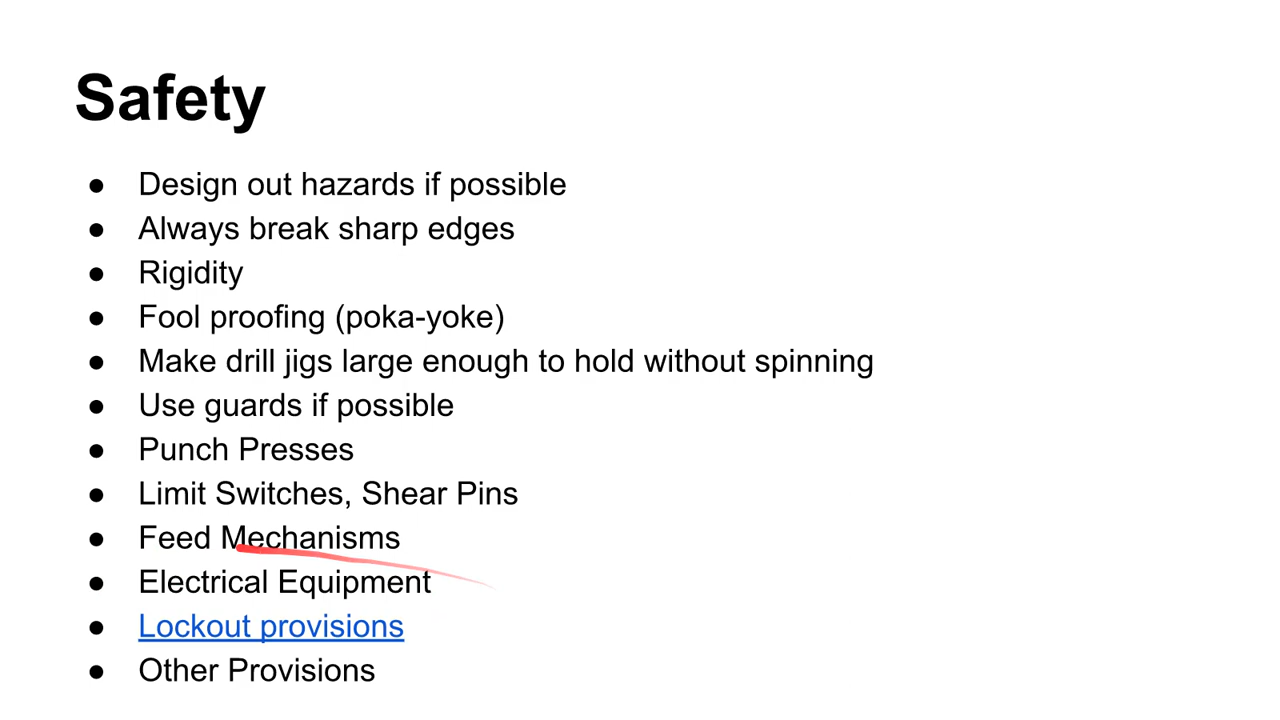 Safety
● Design out hazards if possible
● Always break sharp edges
● Rigidity
● Fool proofing (poka-yoke)
● Make drill jigs large enough to hold without spinning
● Use guards if possible
● Punch Presses
● Limit Switches, Shear Pins
● Feed Mechanisms
● Electrical Equipment
● Lockout provisions
● Other Provisions